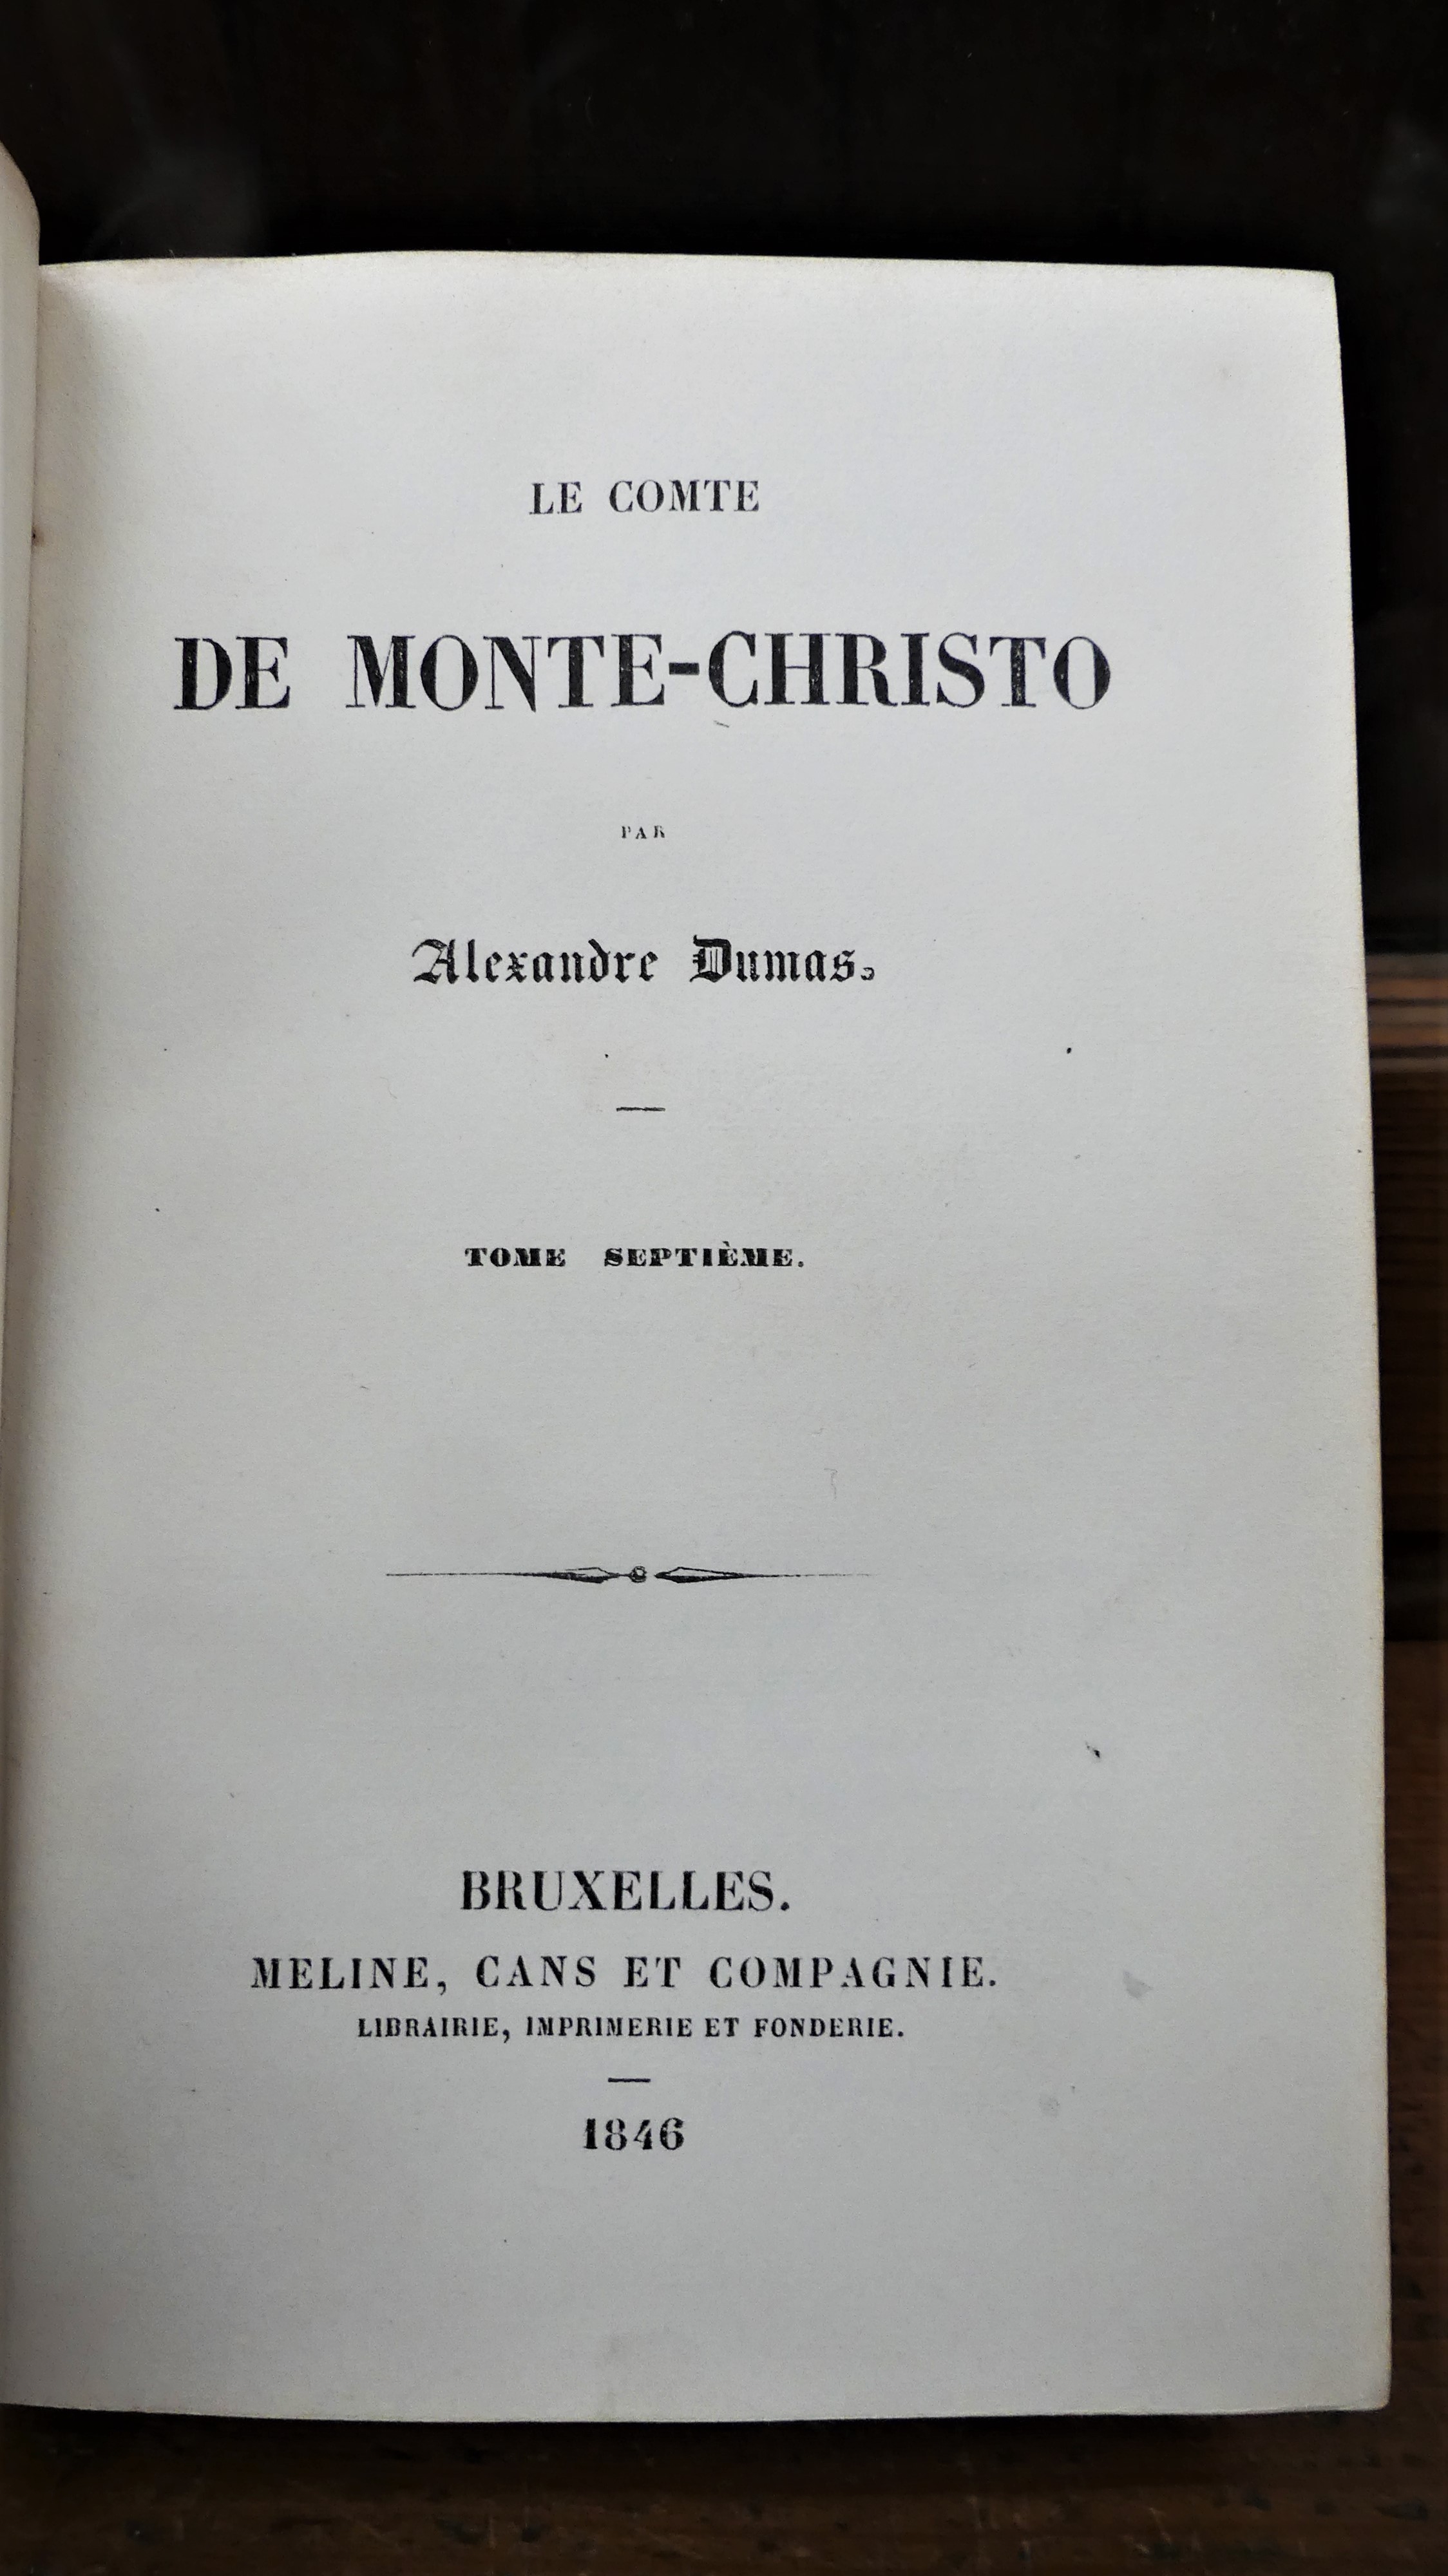 LE COMTE
DE MONTE-CHRISTO
PAR
Alexandre Dumas.
TOME SEPTIÈME.
BRUXELLES.
MELINE, CANS ET COMPAGNIE.
LIBRAIRIE, IMPRIMERIE ET FONDERIE.
1846